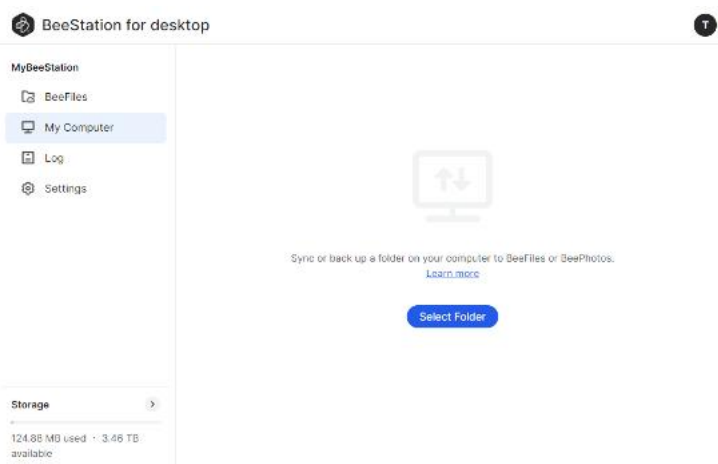 BeeStation for desktop
T
MyBeeStation
BeeFiles
My Computer
Log
Settings
Sync or back up a folder on your computer to BeeFiles or BeePhotos.
Learn more
Select Folder
Storage
124.88 MB used · 3.46 TB
available